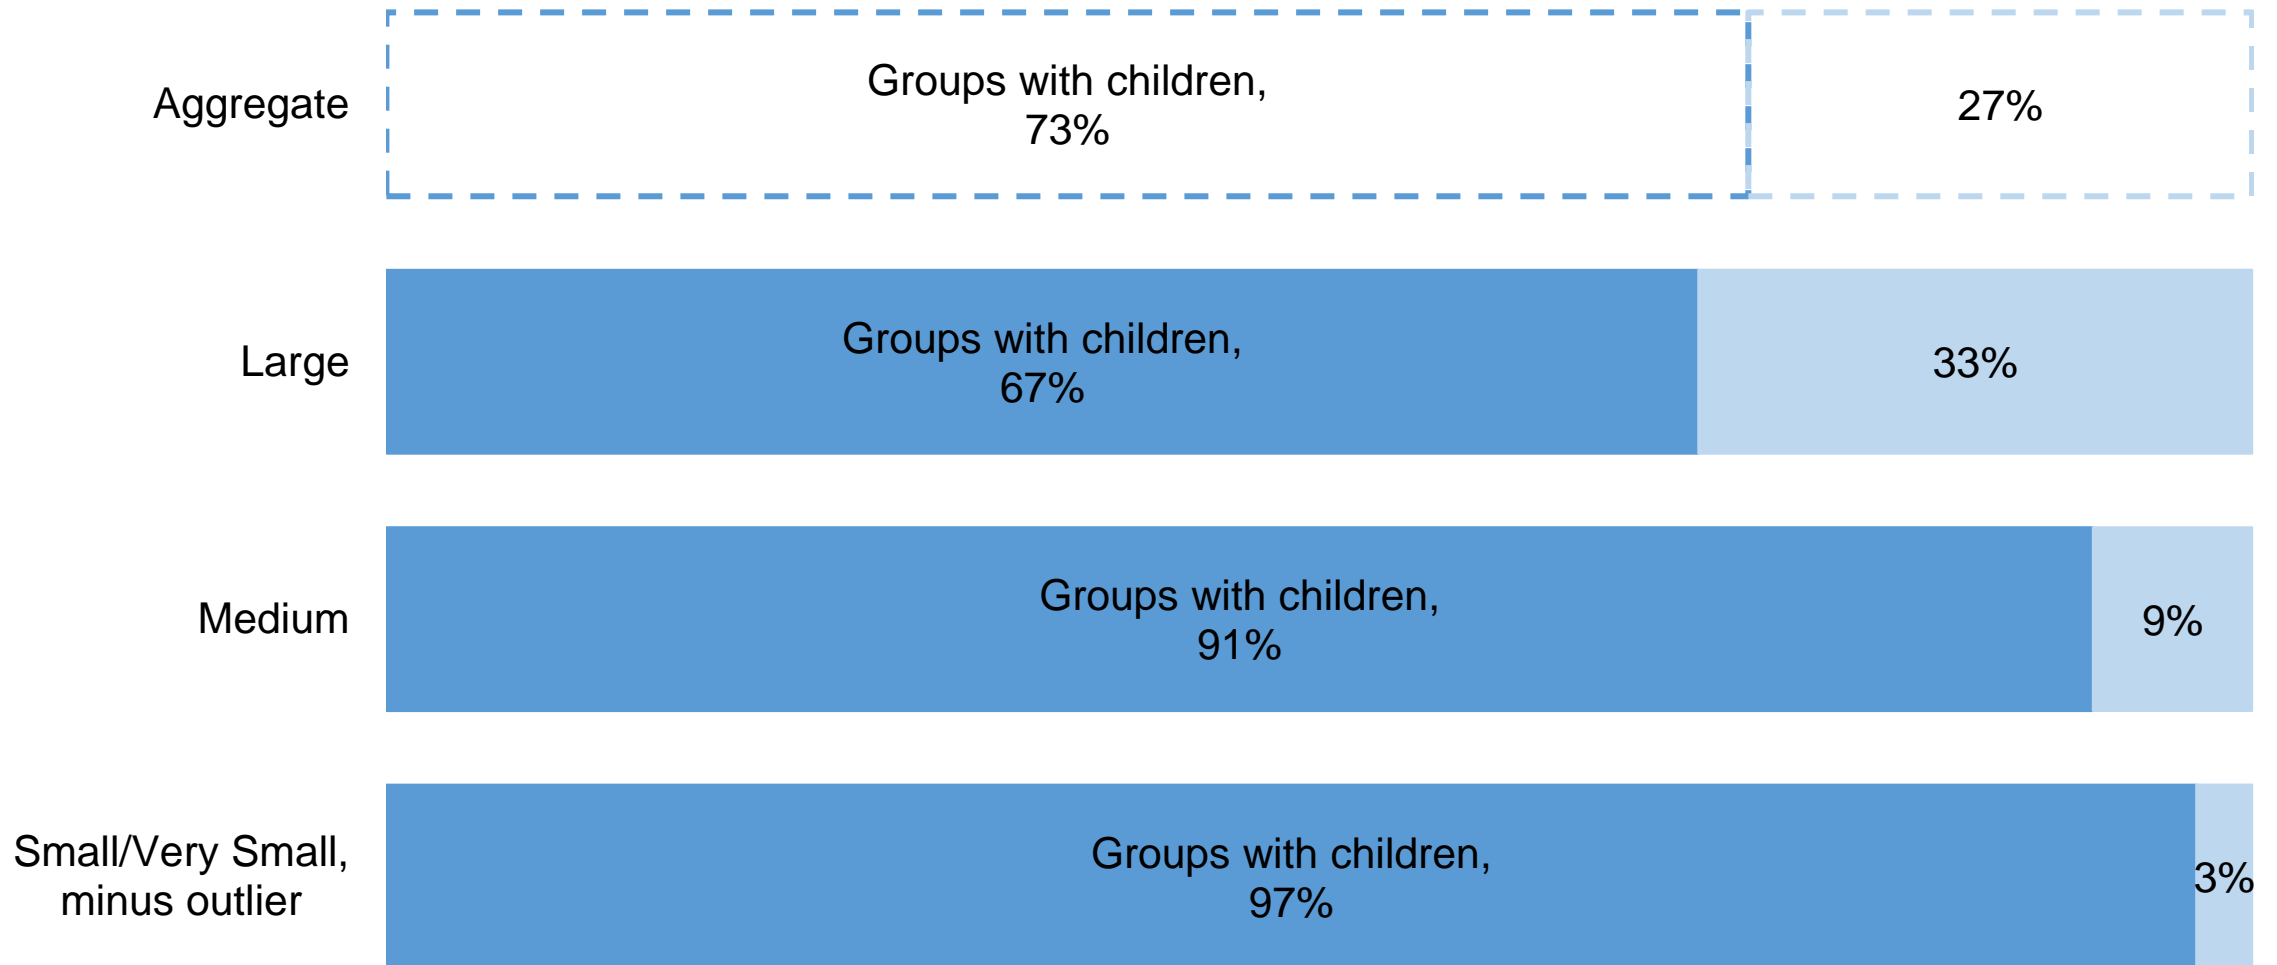 Aggregate
Groups with children,
73%
27%
Large
Groups with children,
67%
33%
Medium
Groups with children,
91%
9%
Small/Very Small,
minus outlier
Groups with children,
97%
3%